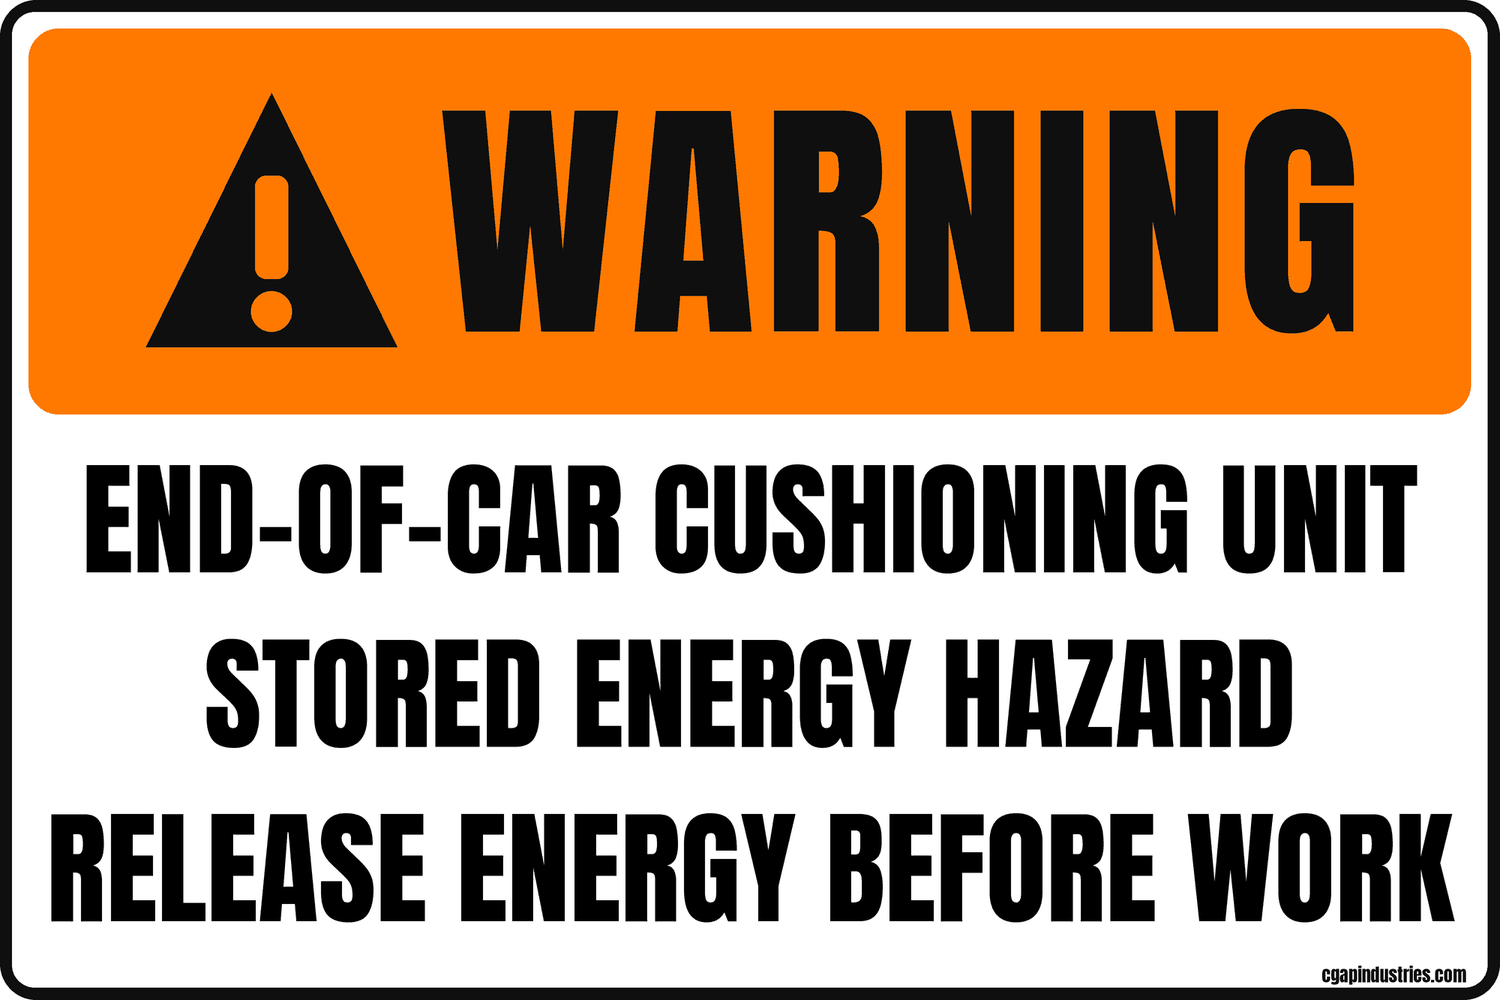 WARNING
END-OF-CAR CUSHIONING UNIT
STORED ENERGY HAZARD
RELEASE ENERGY BEFORE WORK
cgapindustries.com